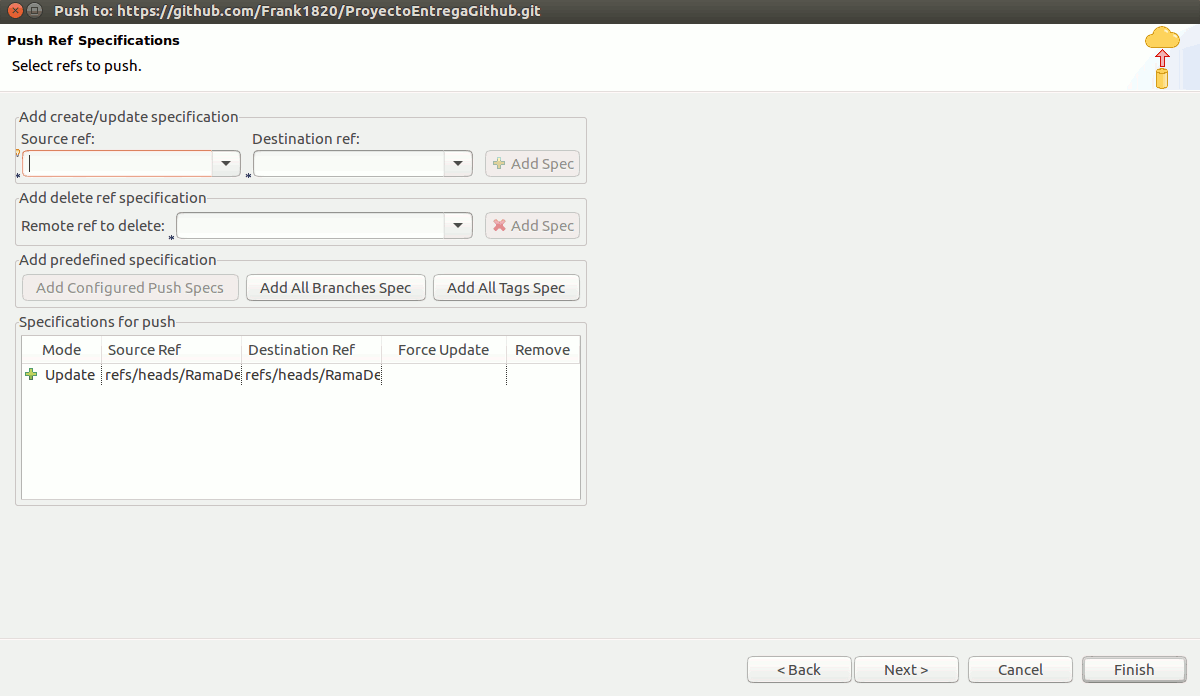 Push to: https://github.com/Frank1820/ProyectoEntregaGithub.git
Push Ref Specifications
Select refs to push.
Add create/update specification
Source ref: Destination ref:
Add Spec
Add delete ref specification
Remote ref to delete: Add Spec
Add predefined specification
Add Configured Push Specs Add All Branches Spec Add All Tags Spec
Specifications for push
Mode Source Ref Destination Ref Force Update Remove
Update refs/heads/RamaDe refs/heads/RamaDe
< Back Next > Cancel Finish